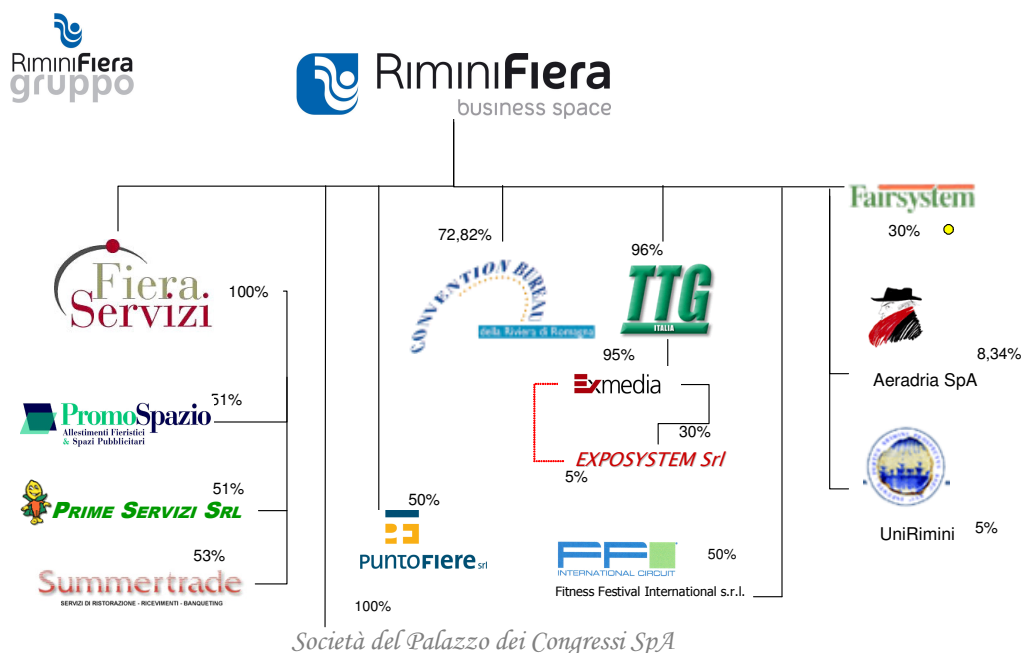 RiminiFiera
gruppo
RiminiFiera
business space
Fairsystem
30%
72,82%
96%
Fiera
Servizi
100%
CONVENTION BUREAU
della Riviera di Romagna
TTG
ITALIA
8,34%
Aeradria SpA
95%
Exmedia
30%
EXPOSYSTEM Srl
5%
51%
PromoSpazio
Allestimenti Fieristici
& Spazi Pubblicitari
51%
PRIME SERVIZI SRL
50%
PUNTOFIERE srl
UniRimini
5%
53%
Summertrade
SERVIZI DI RISTORAZIONE - RICEVIMENTI - BANQUETING
FFI
INTERNATIONAL CIRCUIT
50%
Fitness Festival International s.r.l.
100%
Società del Palazzo dei Congressi SpA